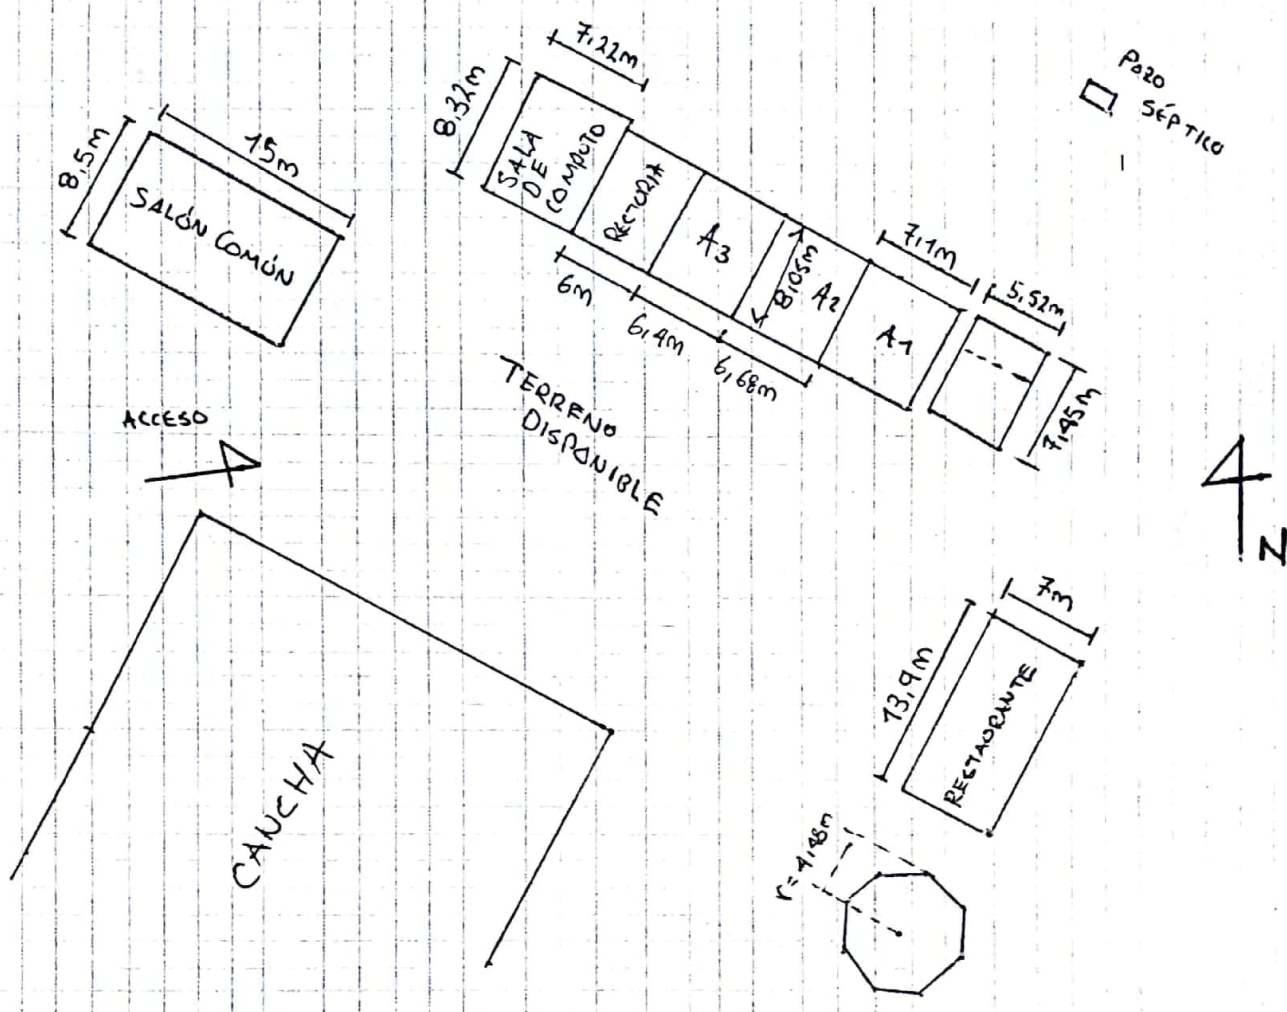 7,22m
8,32m
SALA
DE
COMPUTO
RECTORIA
A3
8,05m
A2
A1
7,1m
5,52m
7,45m
6m
6,4m
6,68m
POZO
SÉPTICO
15m
8,5m
SALÓN COMÚN
ACCESO
TERRENO
DISPONIBLE
N
CANCHA
7m
13,9m
RESTAURANTE
r=4,48m